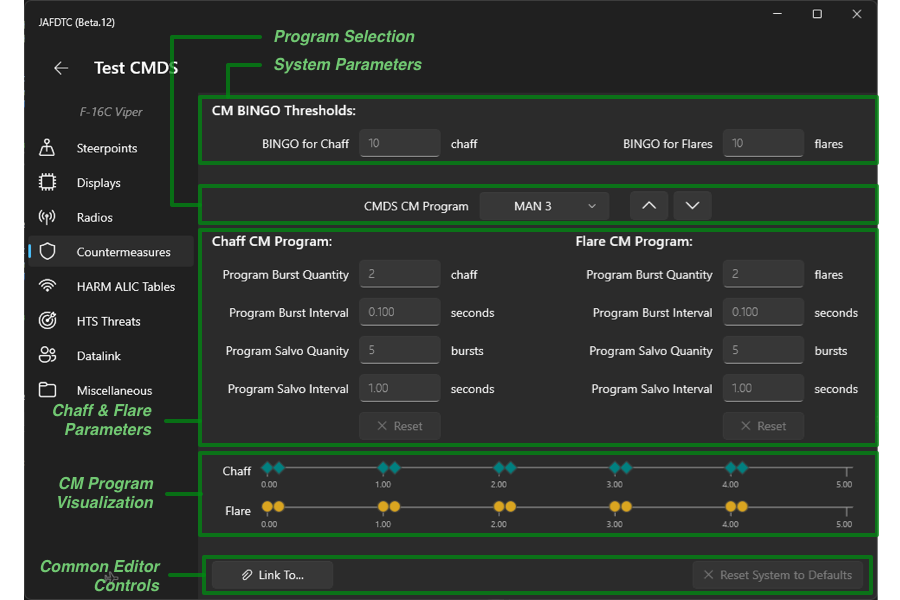 JAFDTC (Beta.12)
Program Selection
System Parameters
Test CMDS
F-16C Viper
Steerpoints
Displays
Radios
Countermeasures
HARM ALIC Tables
HTS Threats
Datalink
Miscellaneous
Chaff & Flare
Parameters
CM Program
Visualization
Common Editor
Controls
CM BINGO Thresholds:
BINGO for Chaff 10 chaff BINGO for Flares 10 flares
CMDS CM Program MAN 3
Chaff CM Program: Flare CM Program:
Program Burst Quantity 2 chaff Program Burst Quantity 2 flares
Program Burst Interval 0.100 seconds Program Burst Interval 0.100 seconds
Program Salvo Quanity 5 bursts Program Salvo Quanity 5 bursts
Program Salvo Interval 1.00 seconds Program Salvo Interval 1.00 seconds
Reset Reset
Chaff
0.00 1.00 2.00 3.00 4.00 5.00
Flare
0.00 1.00 2.00 3.00 4.00 5.00
Link To... Reset System to Defaults